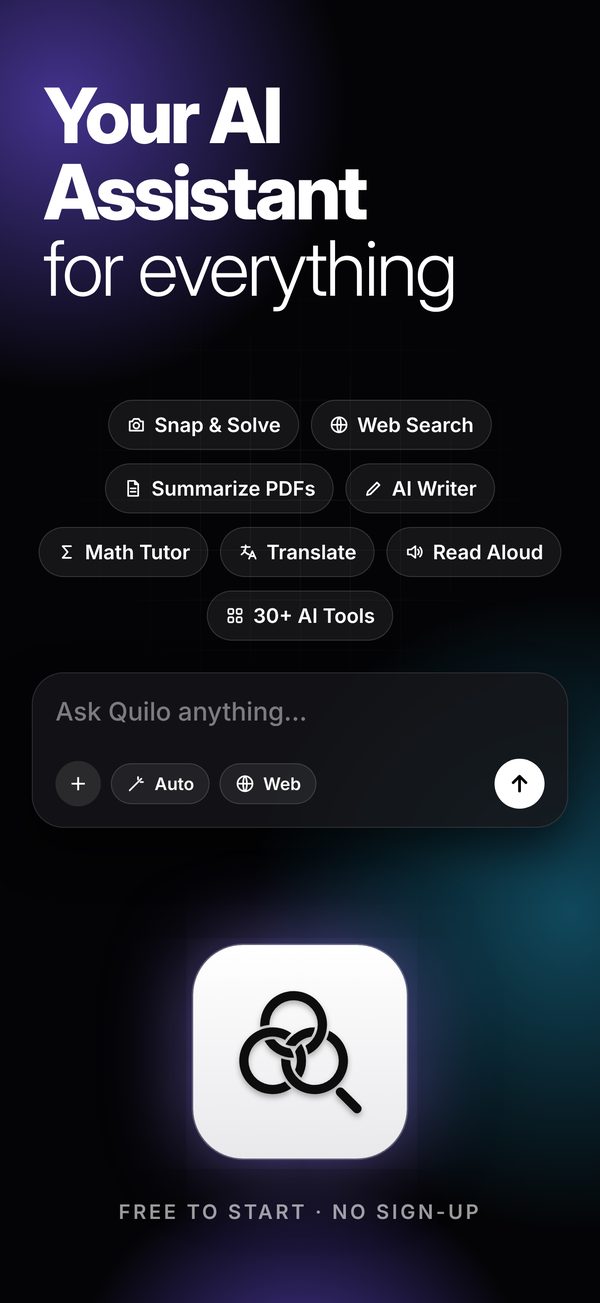 Your AI
Assistant
for everything
Snap & Solve
Web Search
Summarize PDFs
AI Writer
Math Tutor
Translate
Read Aloud
30+ AI Tools
Ask Quilo anything...
Auto
Web
FREE TO START · NO SIGN-UP